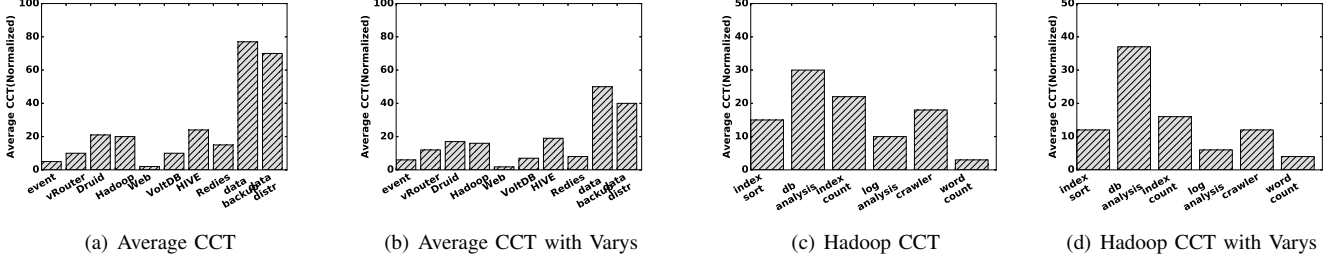 Average CCT(Normalized)
100
80
60
40
20
0
event
vRouter
Druid
Hadoop
Web
VoltDB
HIVE
Redies
data
backup
data
distr
(a) Average CCT
Average CCT(Normalized)
100
80
60
40
20
0
event
vRouter
Druid
Hadoop
Web
VoltDB
HIVE
Redies
data
backup
data
distr
(b) Average CCT with Varys
Average CCT(Normalized)
50
40
30
20
10
0
index
sort
db
analysis
index
count
log
analysis
crawler
word
count
(c) Hadoop CCT
Average CCT(Normalized)
50
40
30
20
10
0
index
sort
db
analysis
index
count
log
analysis
crawler
word
count
(d) Hadoop CCT with Varys